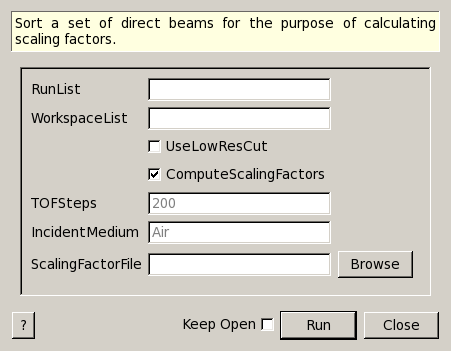 Sort a set of direct beams for the purpose of calculating
scaling factors.
RunList
WorkspaceList
UseLowResCut
ComputeScalingFactors
TOFSteps 200
IncidentMedium Air
ScalingFactorFile Browse
? Keep Open Run Close